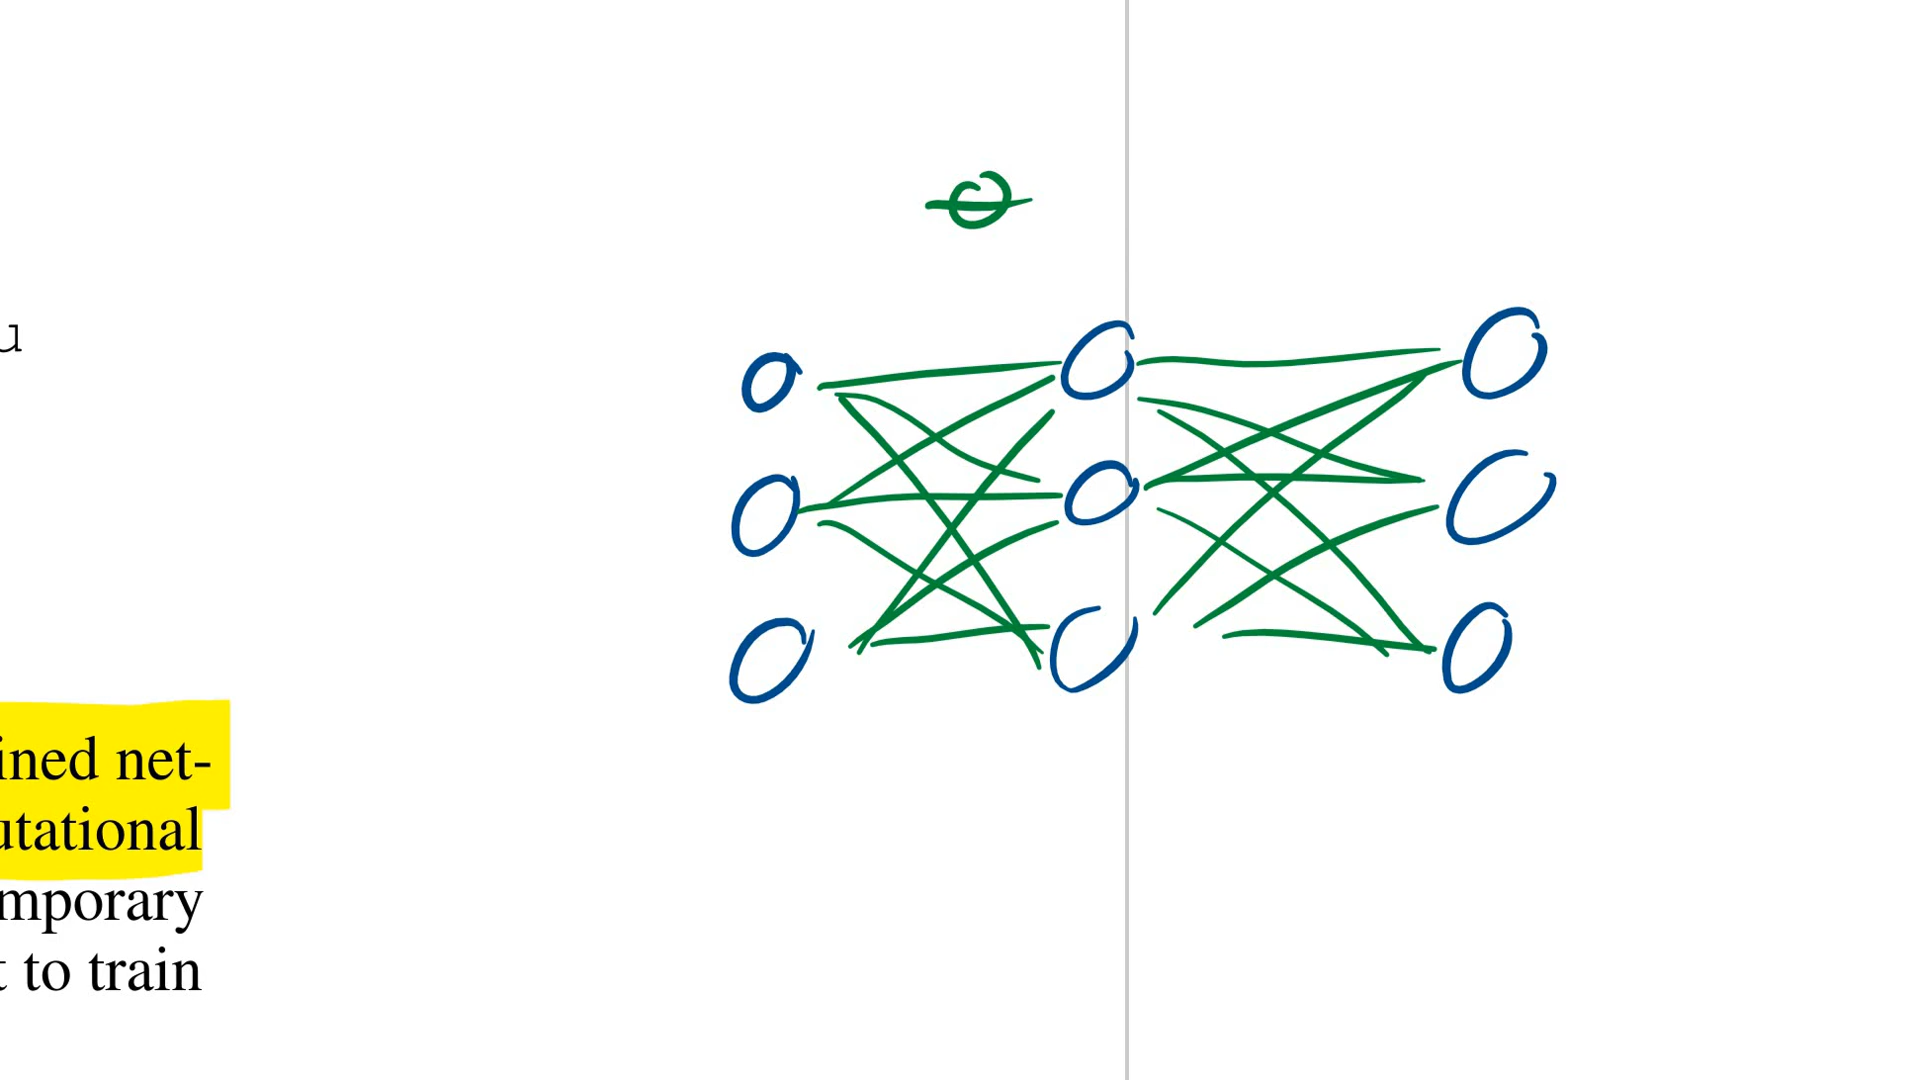 u
θ
ined net-
utational
mporary
t to train